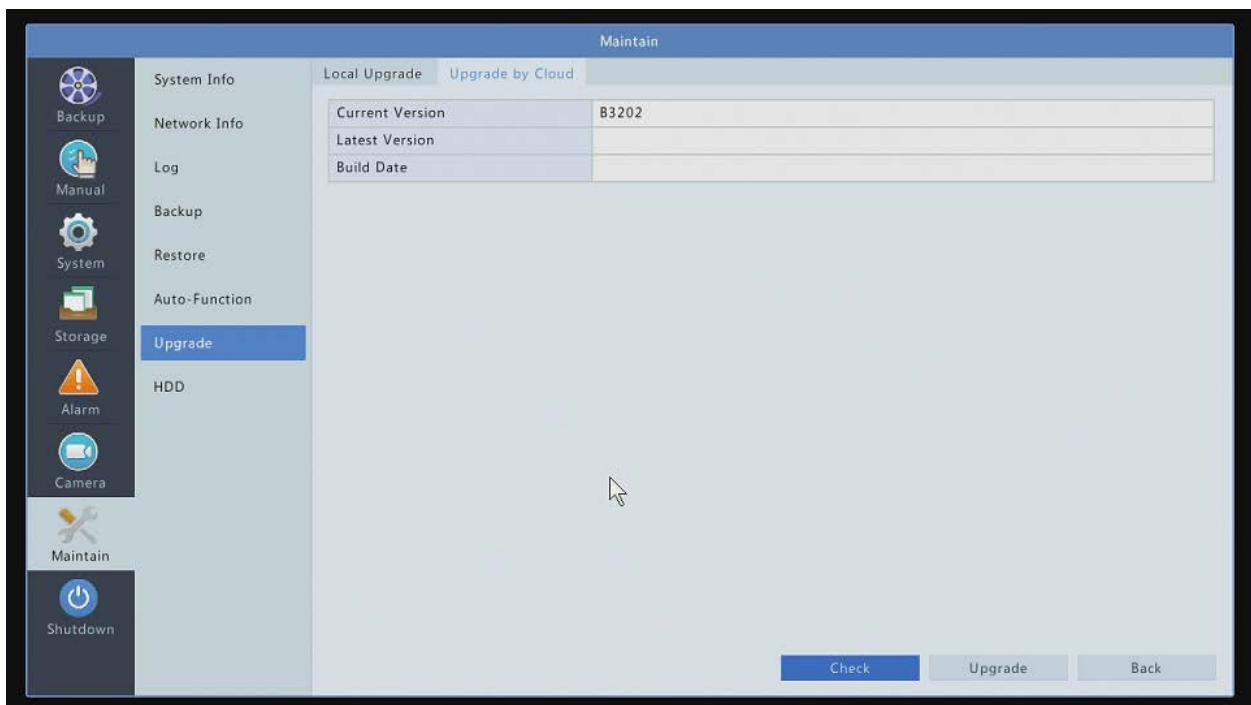 Maintain
Backup
Manual
System
Storage
Alarm
Camera
Maintain
Shutdown
System Info
Network Info
Log
Backup
Restore
Auto-Function
Upgrade
HDD
Local Upgrade Upgrade by Cloud
Current Version B3202
Latest Version
Build Date
Check Upgrade Back